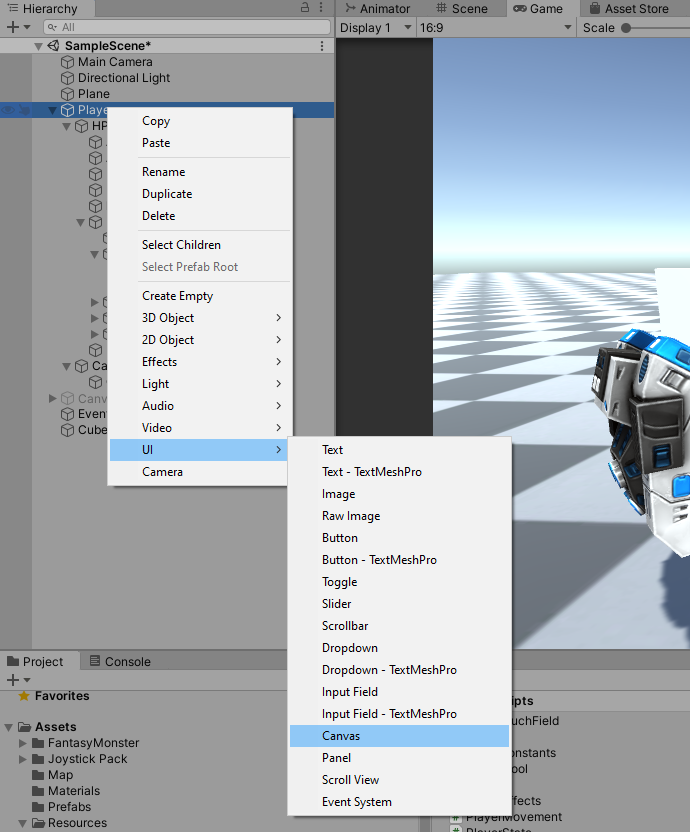 Hierarchy
Animator
Scene
Game
Asset Store
All
Display 1
16:9
Scale
SampleScene*
Main Camera
Directional Light
Plane
Playe
HP
Ca
Canv
Event
Cube
Copy
Paste
Rename
Duplicate
Delete
Select Children
Select Prefab Root
Create Empty
3D Object
2D Object
Effects
Light
Audio
Video
UI
Camera
Text
Text - TextMeshPro
Image
Raw Image
Button
Button - TextMeshPro
Toggle
Slider
Scrollbar
Dropdown
Dropdown - TextMeshPro
Input Field
Input Field - TextMeshPro
Canvas
Panel
Scroll View
Event System
Project
Console
Favorites
Assets
FantasyMonster
Joystick Pack
Map
Materials
Prefabs
Resources
ipts
uchField
onstants
ool
ffects
PlayerMovement
PlayerState